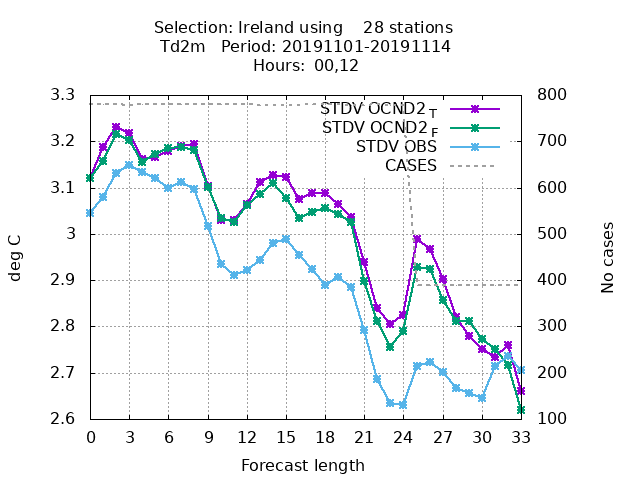 Selection: Ireland using    28 stations
Td2m   Period: 20191101-20191114
Hours:  00,12
STDV OCND2 T
STDV OCND2 F
STDV OBS
CASES
3.3
3.2
3.1
3
2.9
2.8
2.7
2.6
deg C
800
700
600
500
400
300
200
100
No cases
0 3 6 9 12 15 18 21 24 27 30 33
Forecast length